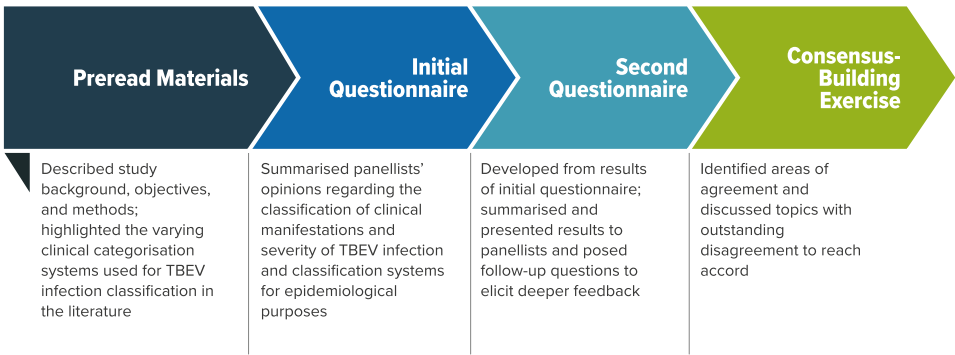 Preread Materials
Initial
Questionnaire
Second
Questionnaire
Consensus-
Building
Exercise
Described study
background, objectives,
and methods;
highlighted the varying
clinical categorisation
systems used for TBEV
infection classification in
the literature
Summarised panellists’
opinions regarding the
classification of clinical
manifestations and
severity of TBEV infection
and classification systems
for epidemiological
purposes
Developed from results
of initial questionnaire;
summarised and
presented results to
panellists and posed
follow-up questions to
elicit deeper feedback
Identified areas of
agreement and
discussed topics with
outstanding
disagreement to reach
accord